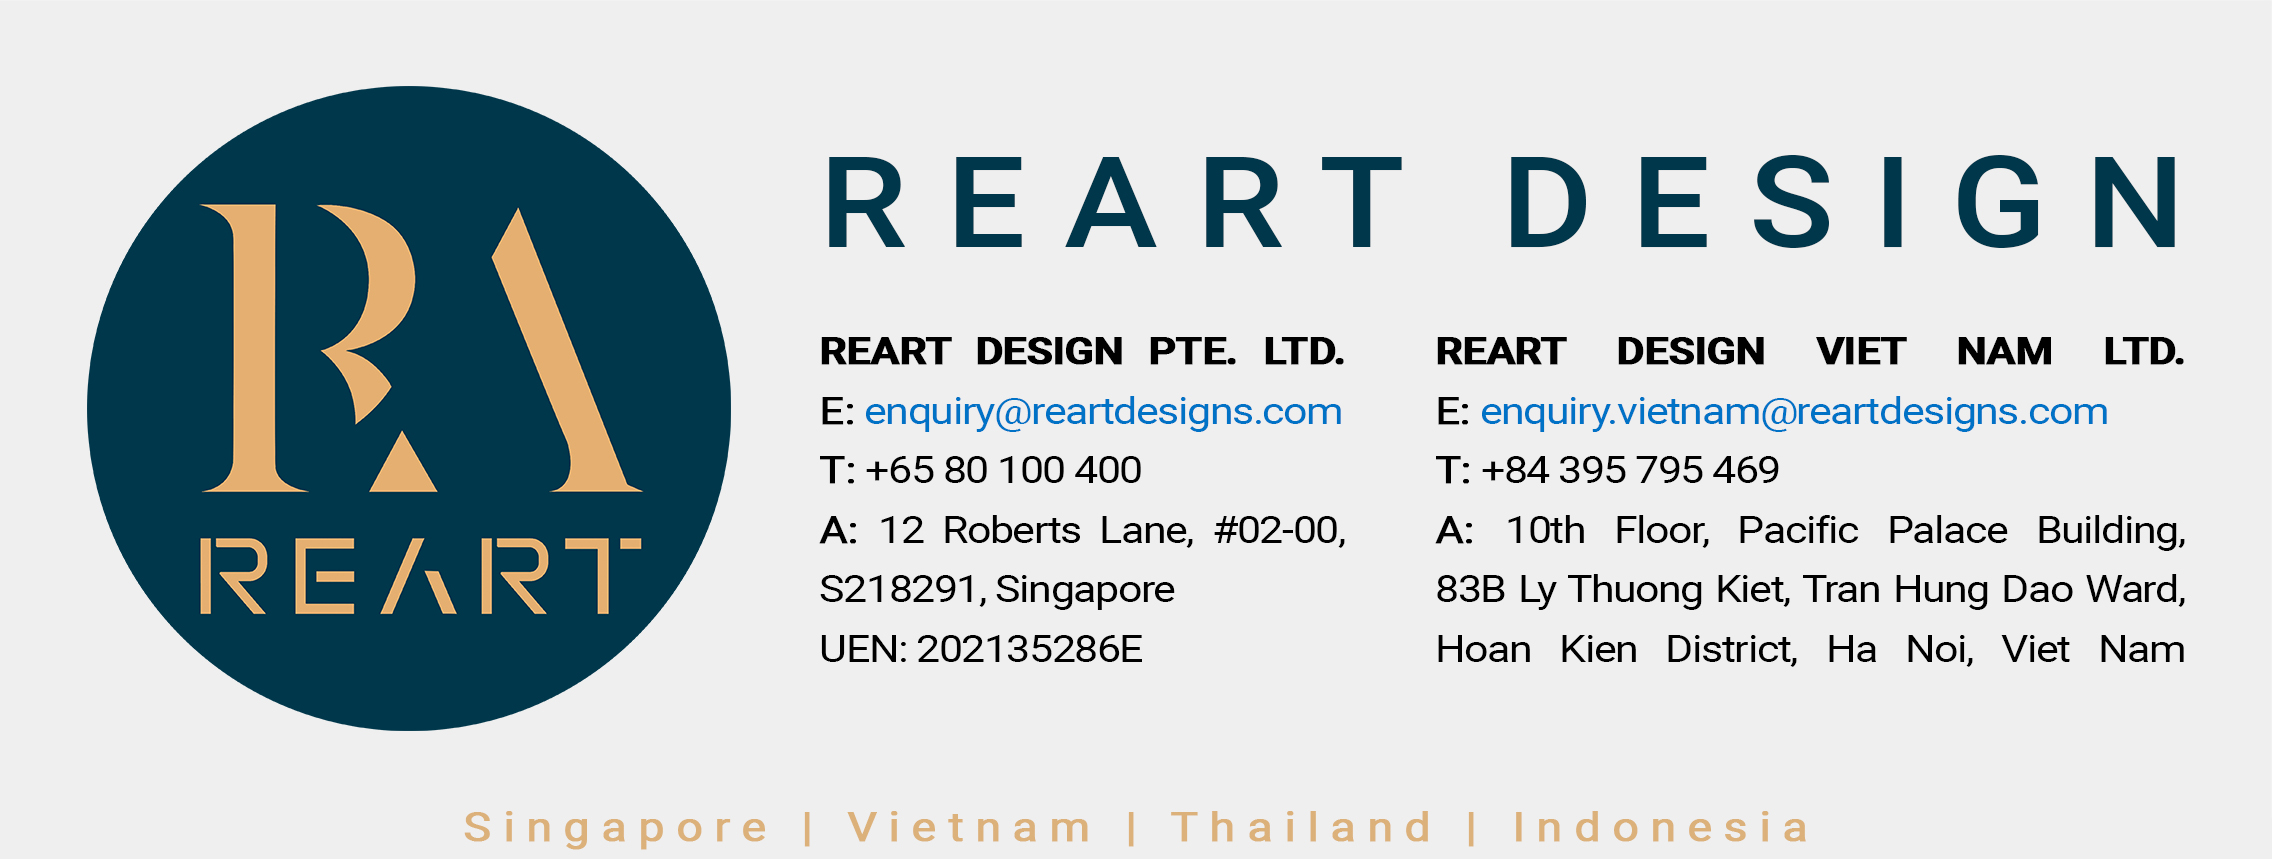 RA
REART
REART DESIGN
REART DESIGN PTE. LTD.
E: enquiry@reartdesigns.com
T: +65 80 100 400
A: 12 Roberts Lane, #02-00,
S218291, Singapore
UEN: 202135286E
REART DESIGN VIET NAM LTD.
E: enquiry.vietnam@reartdesigns.com
T: +84 395 795 469
A: 10th Floor, Pacific Palace Building,
83B Ly Thuong Kiet, Tran Hung Dao Ward,
Hoan Kien District, Ha Noi, Viet Nam
Singapore | Vietnam | Thailand | Indonesia